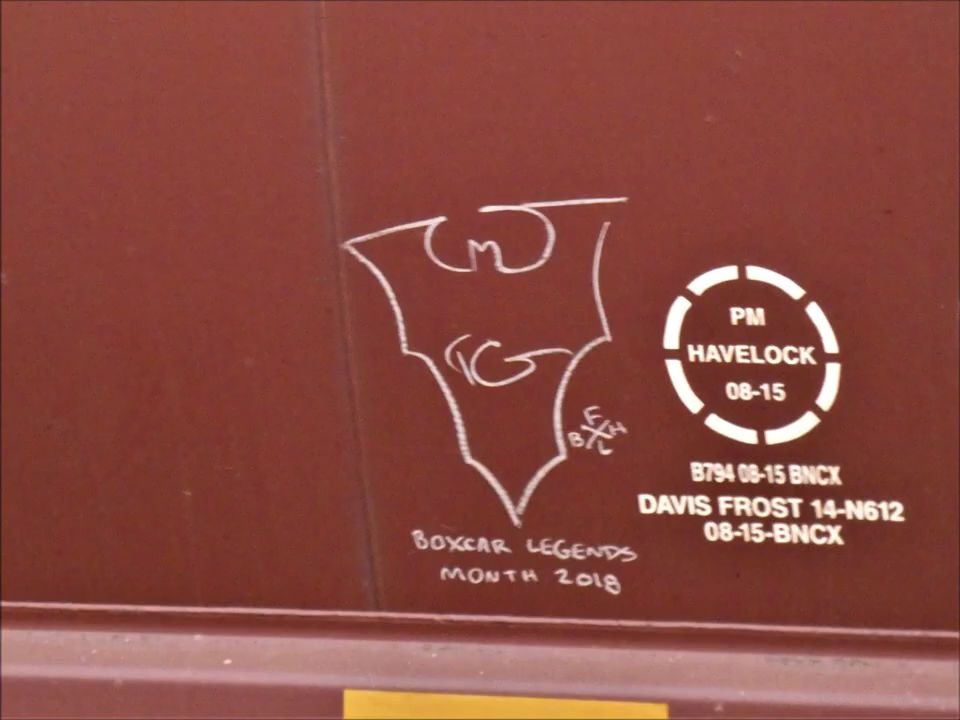 M
TG
F
B H
L
BOXCAR LEGENDS
MONTH 2018
PM
HAVELOCK
08-15
B794 08-15 BNCX
DAVIS FROST 14-N612
08-15-BNCX